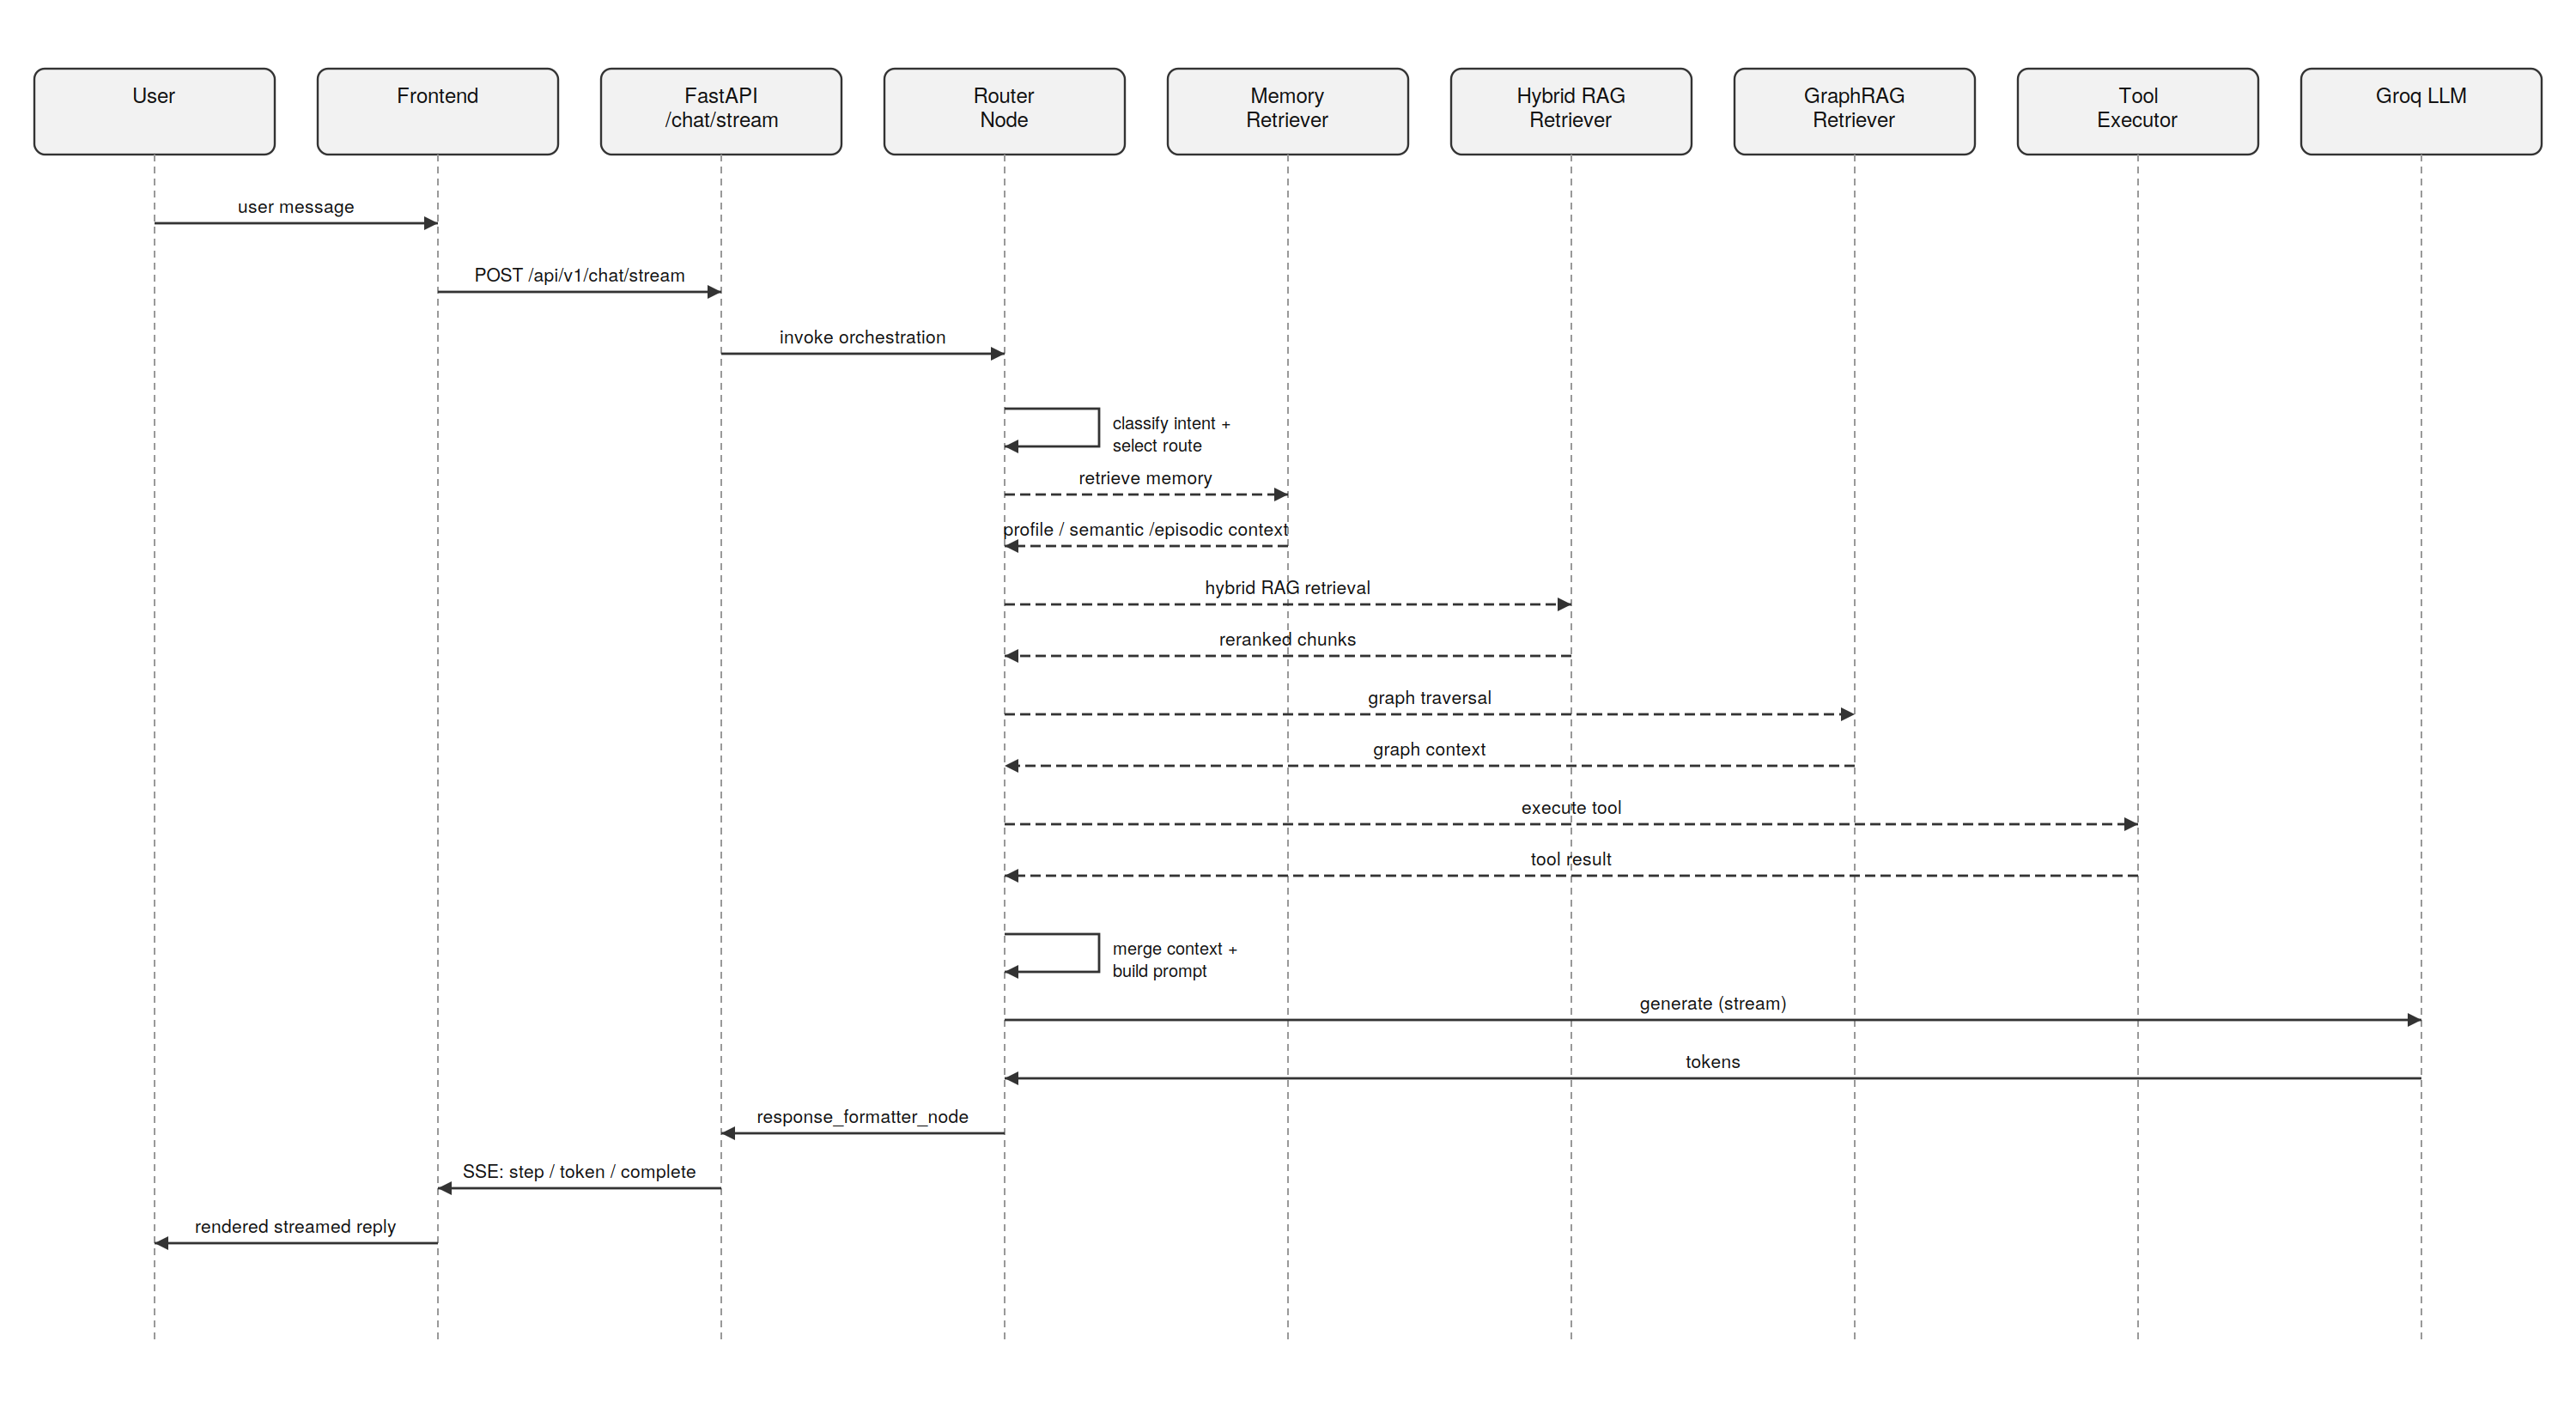 User
Frontend
FastAPI
/chat/stream
Router
Node
Memory
Retriever
Hybrid RAG
Retriever
GraphRAG
Retriever
Tool
Executor
Groq LLM
user message
POST /api/v1/chat/stream
invoke orchestration
classify intent +
select route
retrieve memory
profile / semantic /episodic context
hybrid RAG retrieval
reranked chunks
graph traversal
graph context
execute tool
tool result
merge context +
build prompt
generate (stream)
tokens
response_formatter_node
SSE: step / token / complete
rendered streamed reply